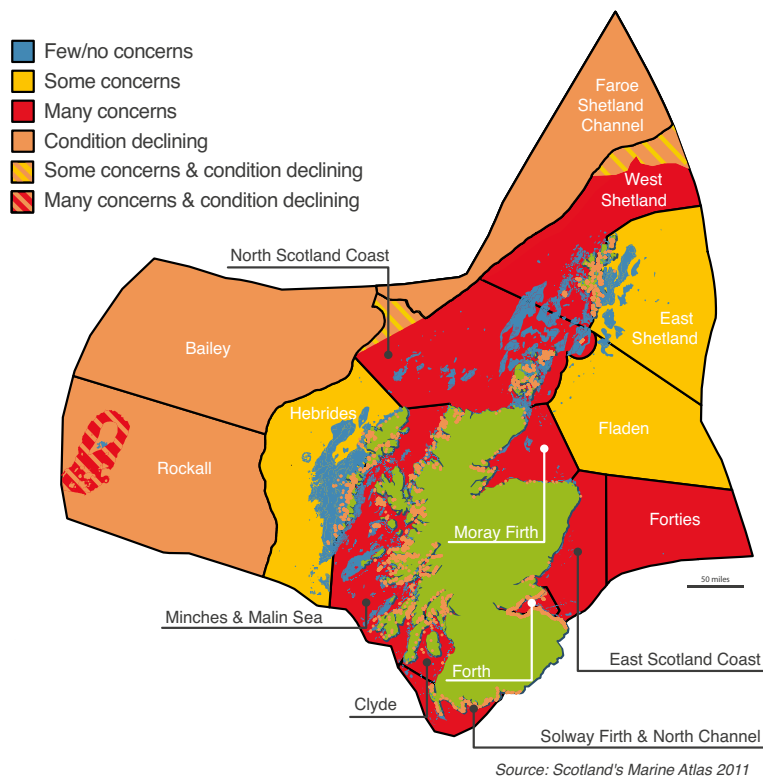 Few/no concerns
Some concerns
Many concerns
Condition declining
Some concerns & condition declining
Many concerns & condition declining
Faroe
Shetland
Channel
West
Shetland
North Scotland Coast
East
Shetland
Bailey
Hebrides
Fladen
Rockall
Forties
Moray Firth
50 miles
Minches & Malin Sea
East Scotland Coast
Forth
Clyde
Solway Firth & North Channel
Source: Scotland's Marine Atlas 2011